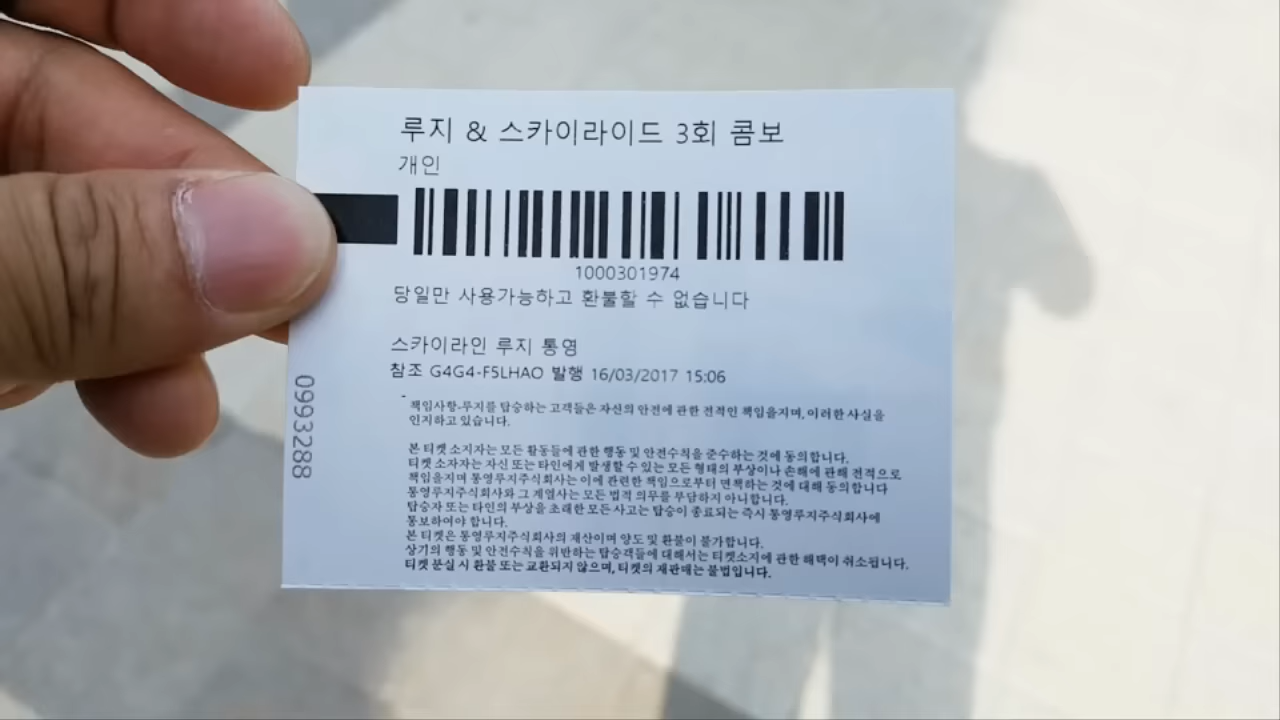 루지 & 스카이라이드 3회 콤보
개인
1000301974
당일만 사용가능하고 환불할 수 없습니다
스카이라인 루지 통영
참조 G4G4-F5LHAO 발행 16/03/2017 15:06
-
책임사항-루지를 탑승하는 고객들은 자신의 안전에 관한 전적인 책임을지며, 이러한 사실을
인지하고 있습니다.
본 티켓 소지자는 모든 활동들에 관한 행동 및 안전수칙을 준수하는 것에 동의합니다.
티켓 소자자는 자신 또는 타인에게 발생할 수 있는 모든 형태의 부상이나 손해에 관해 전적으로
책임을지며 통영루지주식회사는 이에 관련한 책임으로부터 면책하는 것에 대해 동의합니다
통영루지주식회사와 그 계열사는 모든 법적 의무를 부담하지 아니합니다.
탑승자 또는 타인의 부상을 초래한 모든 사고는 탑승이 종료되는 즉시 통영루지주식회사에
통보하여야 합니다.
본 티켓은 통영루지주식회사의 재산이며 양도 및 환불이 불가합니다.
상기의 행동 및 안전수칙을 위반하는 탑승객들에 대해서는 티켓소지에 관한 해택이 취소됩니다.
티켓 분실 시 환불 또는 교환되지 않으며, 티켓의 재판매는 불법입니다.
0993288